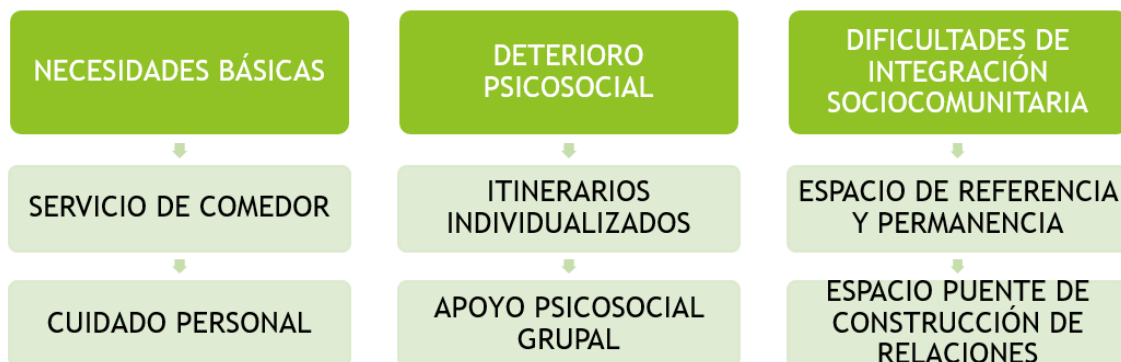 NECESIDADES BÁSICAS
DETERIORO
PSICOSOCIAL
DIFICULTADES DE
INTEGRACIÓN
SOCIOCOMUNITARIA
SERVICIO DE COMEDOR
ITINERARIOS
INDIVIDUALIZADOS
ESPACIO DE REFERENCIA
Y PERMANENCIA
CUIDADO PERSONAL
APOYO PSICOSOCIAL
GRUPAL
ESPACIO PUENTE DE
CONSTRUCCIÓN DE
RELACIONES